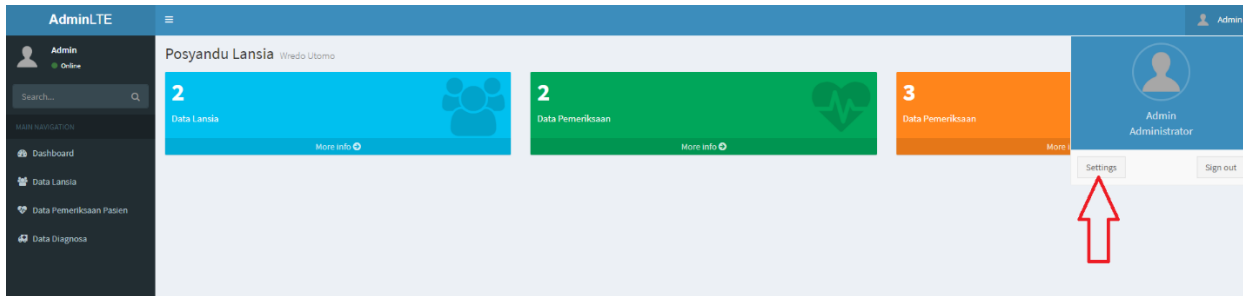 AdminLTE
Admin
Admin
Online
Posyandu Lansia Wredo Utomo
Search...
MAIN NAVIGATION
Dashboard
Data Lansia
Data Pemeriksaan Pasien
Data Diagnosa
2
Data Lansia
More info
2
Data Pemeriksaan
More info
3
Data Pemeriksaan
More i
Admin
Administrator
Settings
Sign out